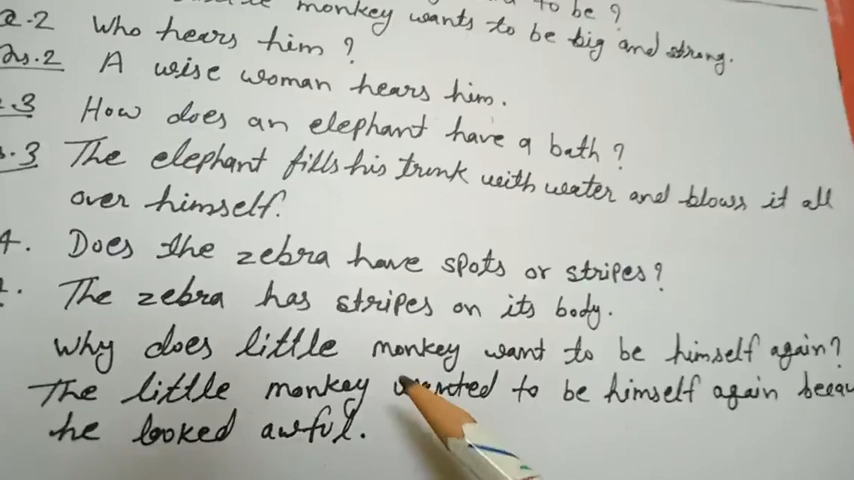 to be ?
monkey wants to be big and strong.
Q.2 Who hears him ?
Ans.2 A wise woman hears him.
.3 How does an elephant have a bath ?
s.3 The elephant fills his trunk with water and blows it all
over himself.
4. Does the zebra have spots or stripes?
The zebra has stripes on its body.
Why does little monkey want to be himself again?
The little monkey wanted to be himself again becau
he looked awful.